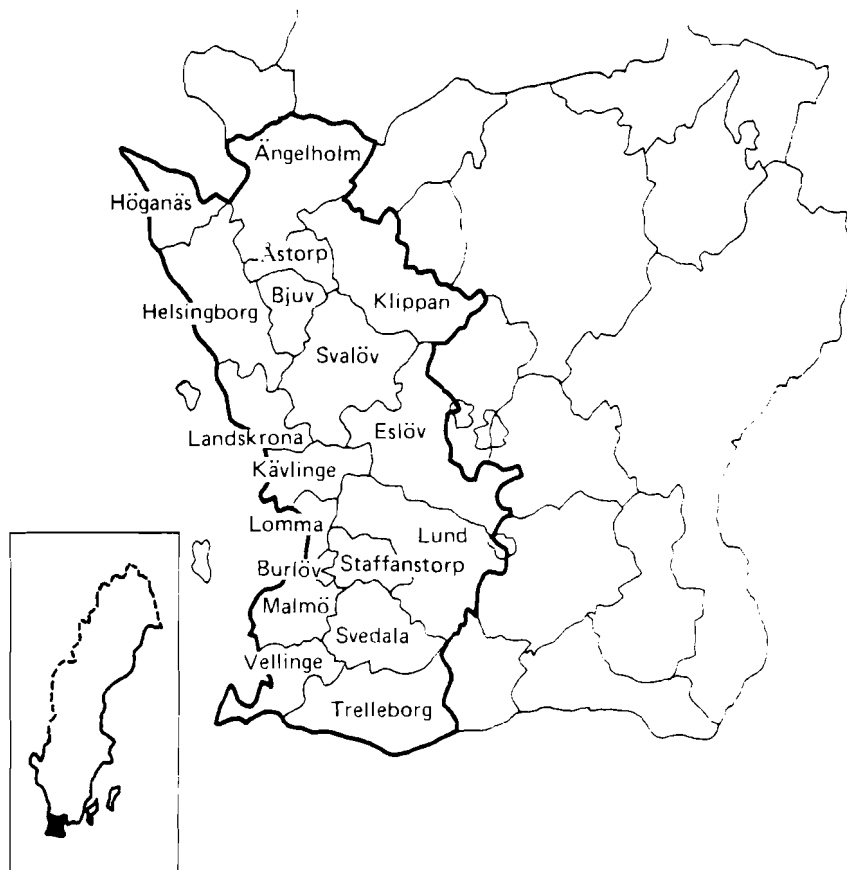 Ängelholm
Höganäs
Åstorp
Bjuv
Klippan
Helsingborg
Svalöv
Landskrona
Eslöv
Kävlinge
Lomma
Lund
Burlöv
Staffanstorp
Malmö
Svedala
Vellinge
Trelleborg